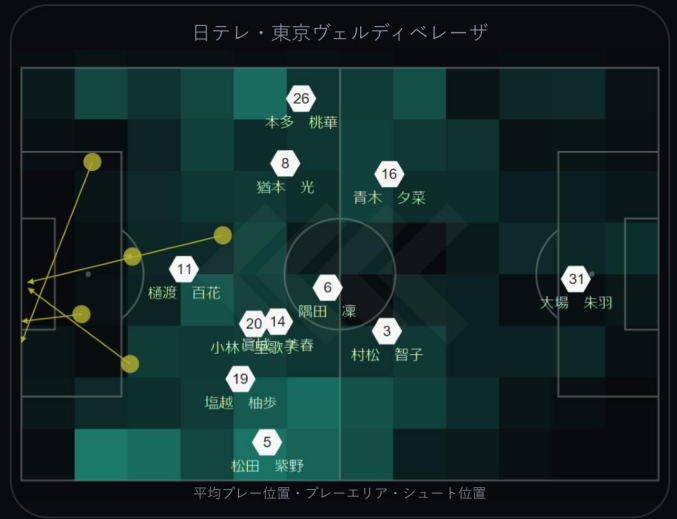 日テレ・東京ヴェルディベレーザ
26
本多 桃華
8
猶本 光
16
青木 夕菜
11
樋渡 百花
31
大場 朱羽
6
隅田 凜
20
14
小林
美春
3
村松 智子
19
塩越 柚歩
5
松田 紫野
平均プレー位置・プレーエリア・シュート位置